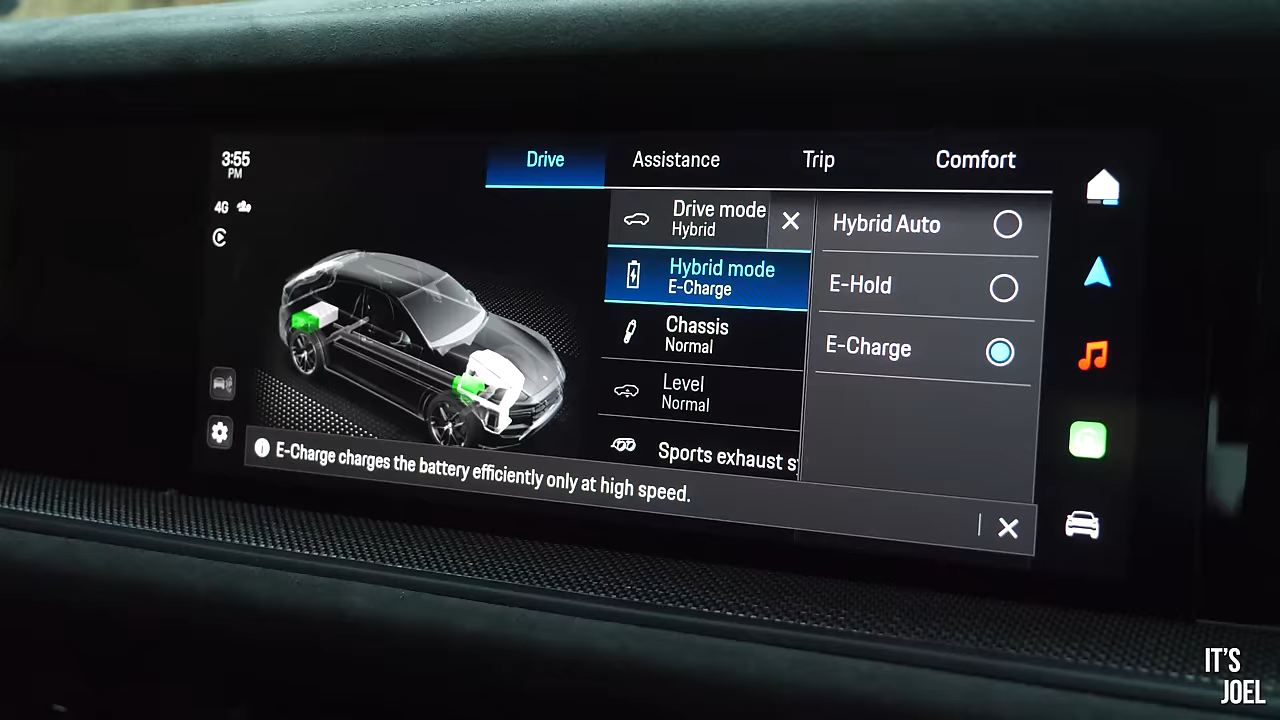 3:55
PM
4G
Drive
Assistance
Trip
Comfort
Drive mode
Hybrid
Hybrid mode
E-Charge
Chassis
Normal
Level
Normal
Sports exhaust s
Hybrid Auto
E-Hold
E-Charge
E-Charge charges the battery efficiently only at high speed.
IT'S
JOEL